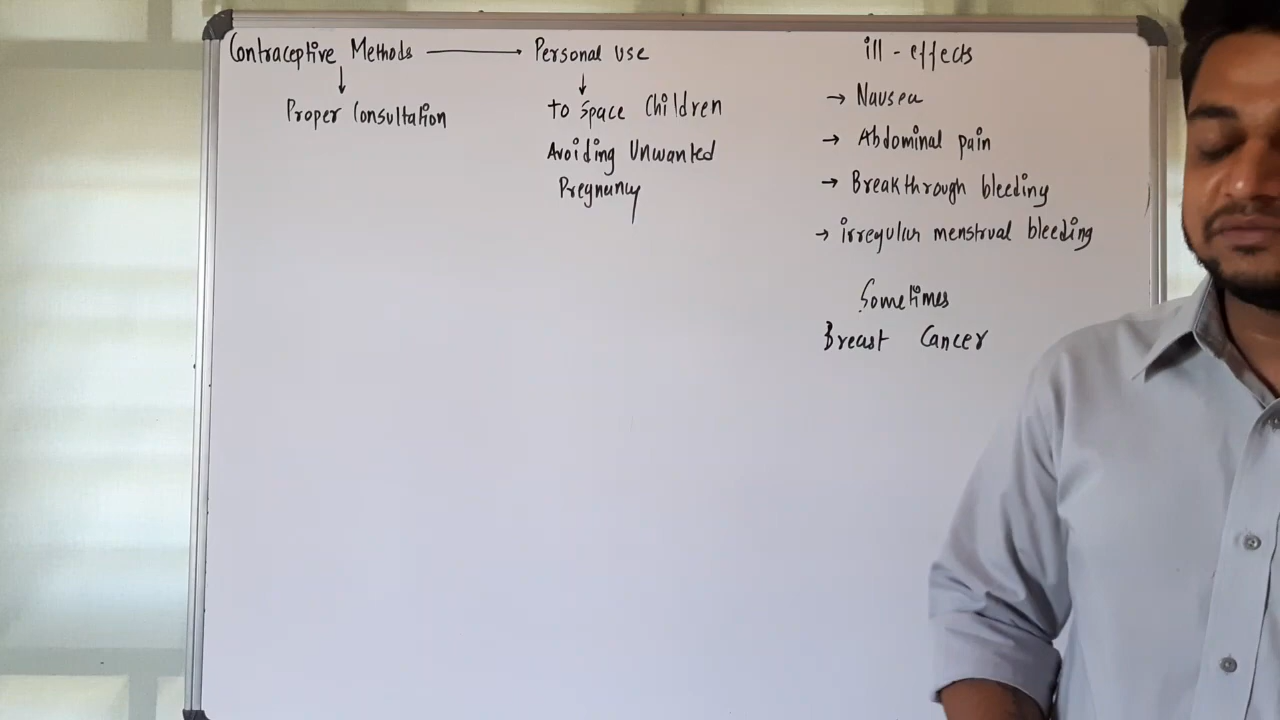 Contraceptive Methods → Personal use
↓ ↓
Proper Consultation
to space Children
Avoiding Unwanted
Pregnancy
ill - effects
→ Nausea
→ Abdominal pain
→ Breakthrough bleeding
→ irregular menstrual bleeding
Sometimes
Breast Cancer